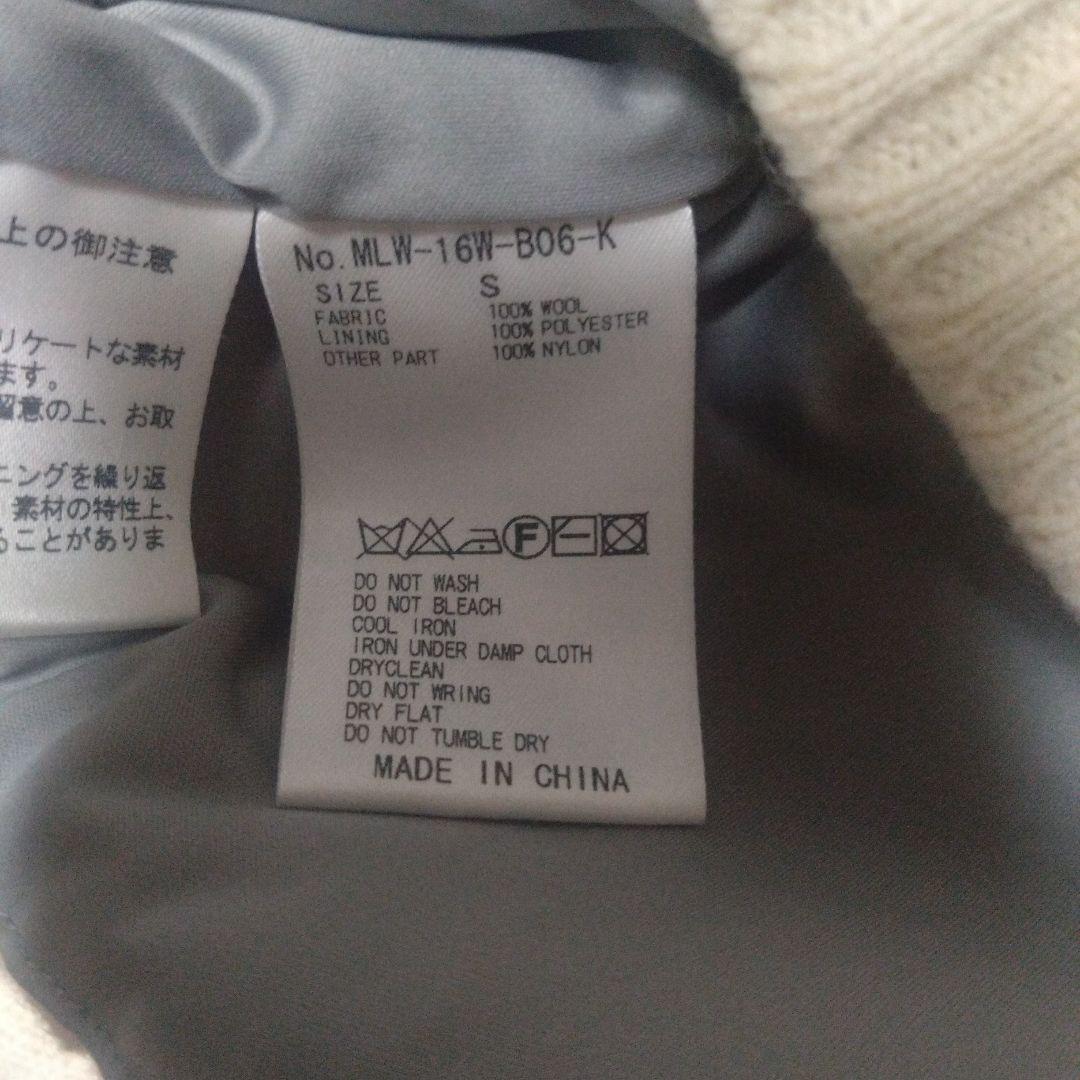 上の御注意
リケートな素材
ます。
留意の上、お取
ニングを繰り返
素材の特性上、
ることがありま
No. MLW-16W-B06-K
SIZE S
FABRIC 100% WOOL
LINING 100% POLYESTER
OTHER PART 100% NYLON
F
DO NOT WASH
DO NOT BLEACH
COOL IRON
IRON UNDER DAMP CLOTH
DRYCLEAN
DO NOT WRING
DRY FLAT
DO NOT TUMBLE DRY
MADE IN CHINA